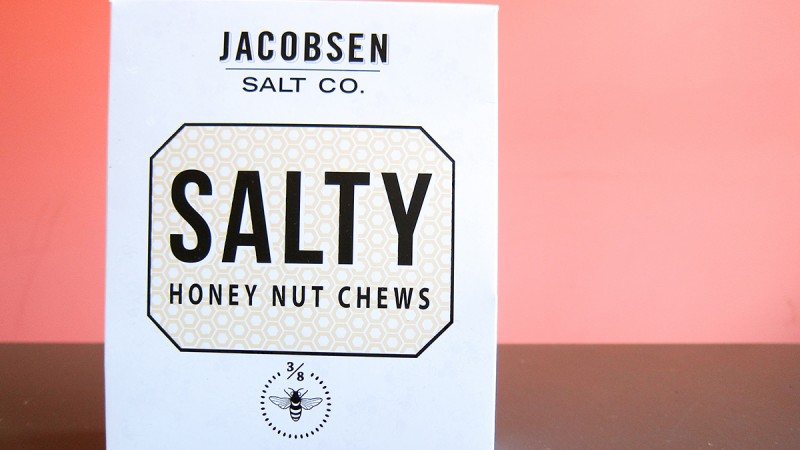 JACOBSEN
SALT CO.
SALTY
HONEY NUT CHEWS
3/8